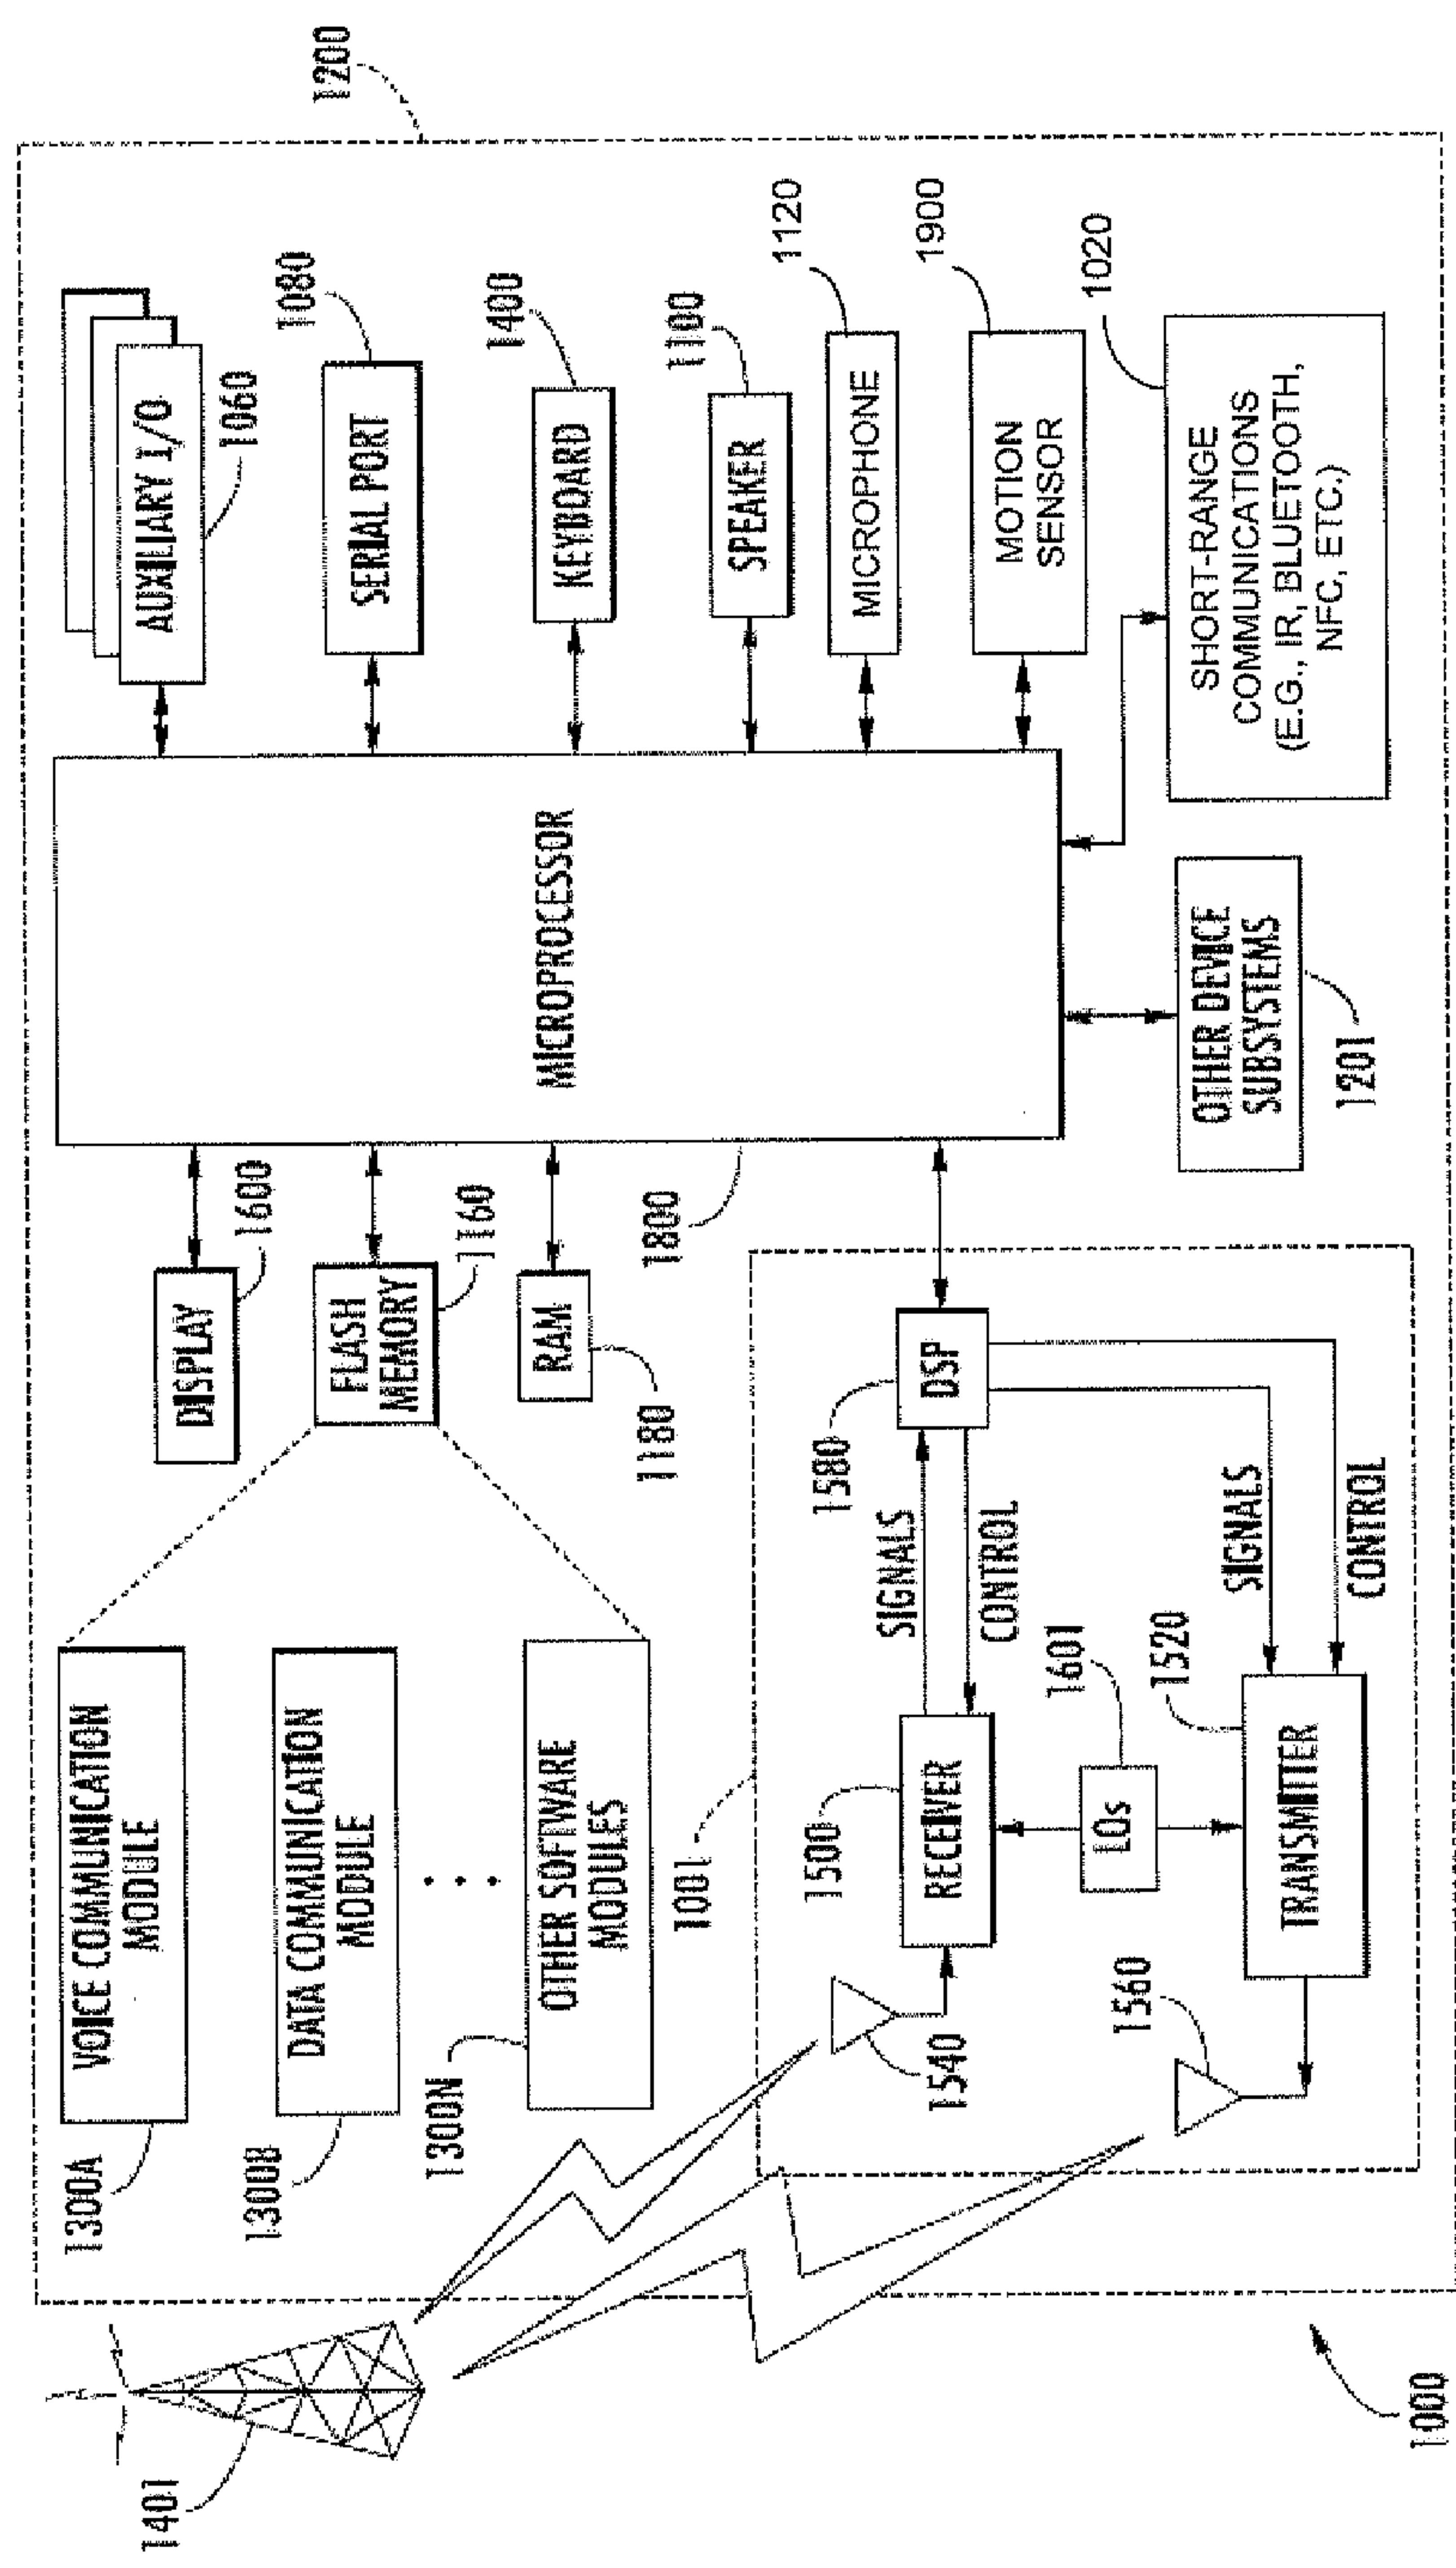 1401
1300A
VOICE COMMUNICATION
MODULE
1300B
DATA COMMUNICATION
MODULE
1300N
OTHER SOFTWARE
MODULES
DISPLAY
1600
FLASH
MEMORY
1160
RAM
1180
MICROPROCESSOR
1800
AUXILIARY I/O
1060
SERIAL PORT
1080
KEYBOARD
1400
SPEAKER
1100
MICROPHONE
1120
MOTION
SENSOR
1900
SHORT-RANGE
COMMUNICATIONS
(E.G., IR, BLUETOOTH,
NFC, ETC.)
1020
OTHER DEVICE
SUBSYSTEMS
1201
1200
1001
1540
1500
RECEIVER
SIGNALS
CONTROL
1580
DSP
LOs
1601
1560
TRANSMITTER
1520
SIGNALS
CONTROL
1000